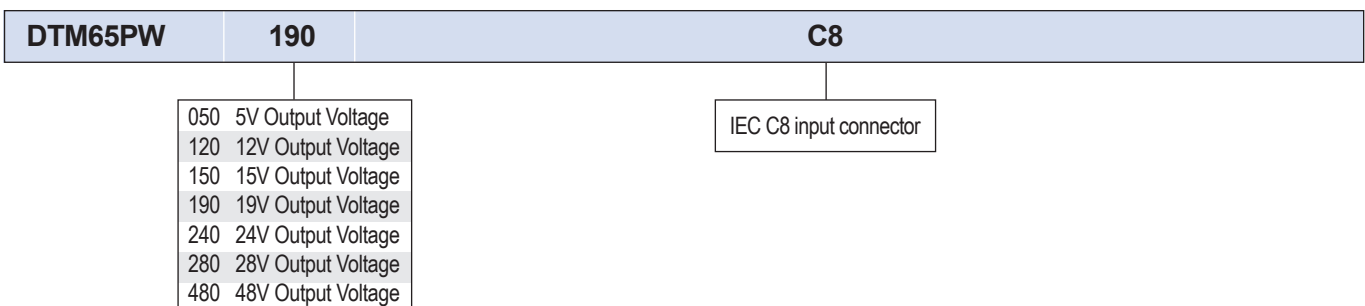 DTM65PW 190 C8
050 5V Output Voltage
120 12V Output Voltage
150 15V Output Voltage
190 19V Output Voltage
240 24V Output Voltage
280 28V Output Voltage
480 48V Output Voltage
IEC C8 input connector